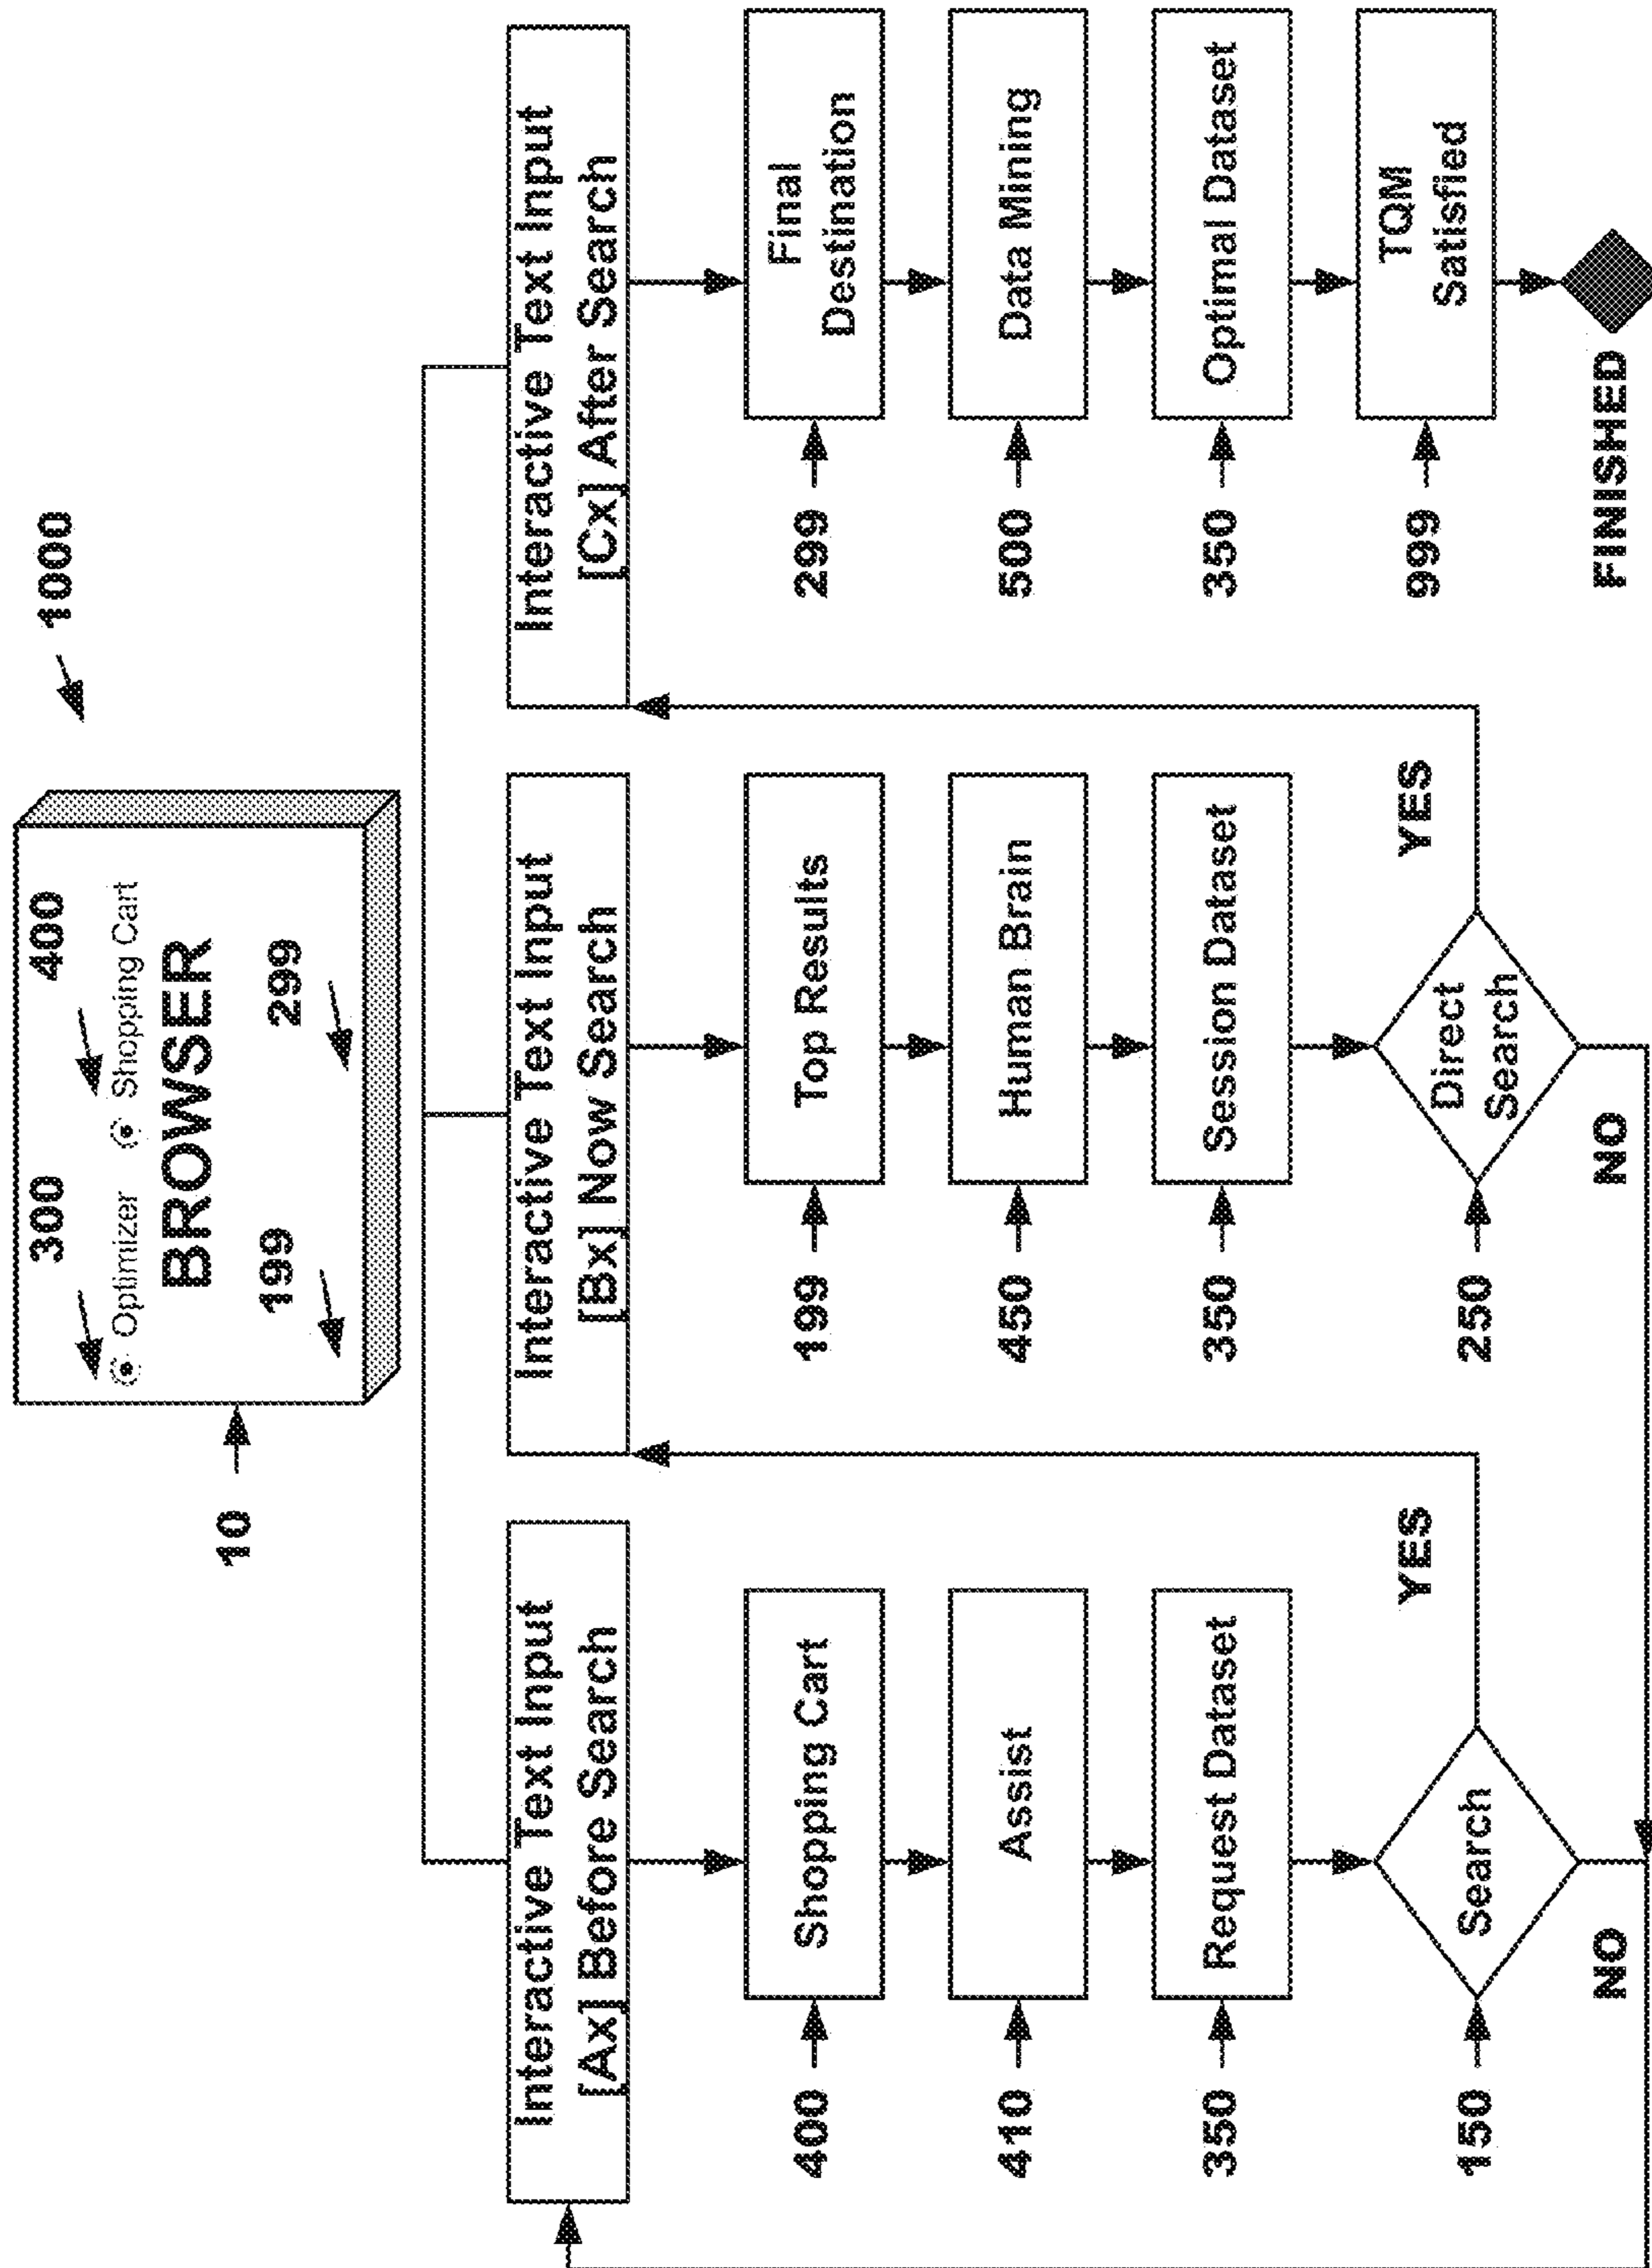 1000
300
400
Optimizer
Shopping Cart
BROWSER
199
299
10
Interactive Text Input
[Ax] Before Search
400
Shopping Cart
410
Assist
350
Request Dataset
150
Search
YES
NO
Interactive Text Input
[Bx] Now Search
199
Top Results
450
Human Brain
350
Session Dataset
250
Direct
Search
YES
NO
Interactive Text Input
[Cx] After Search
299
Final
Destination
500
Data Mining
350
Optimal Dataset
999
TQM
Satisfied
FINISHED